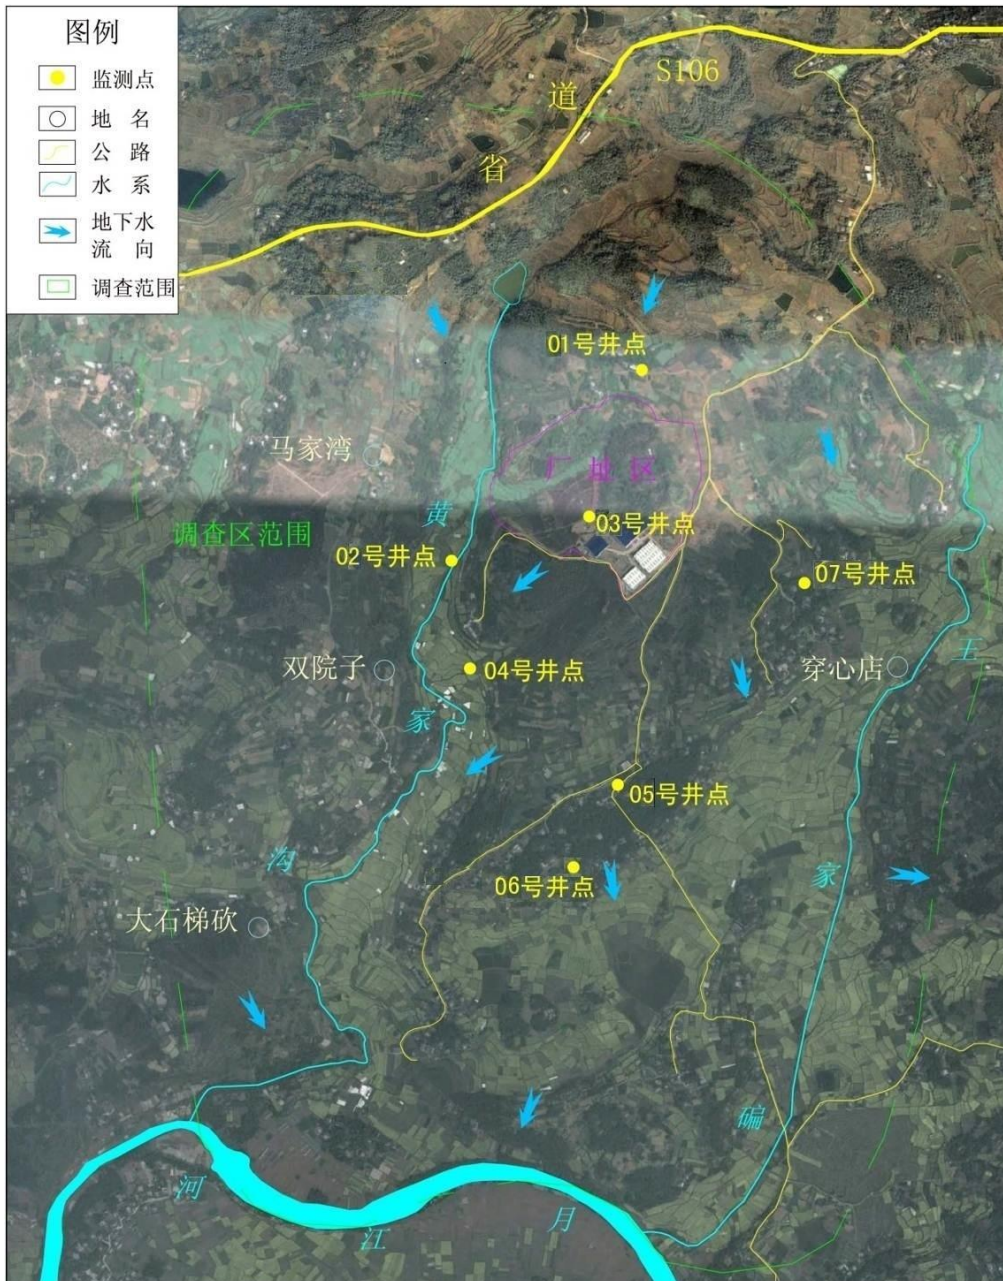 图例
监测点
地 名
公 路
水 系
地下水
流 向
调查范围
S106
道
省
01号井点
马家湾
厂址区
黄
03号井点
调查区范围
02号井点
07号井点
王
双院子
04号井点
穿心店
家
05号井点
沟
家
06号井点
大石梯砍
碥
河
江
月